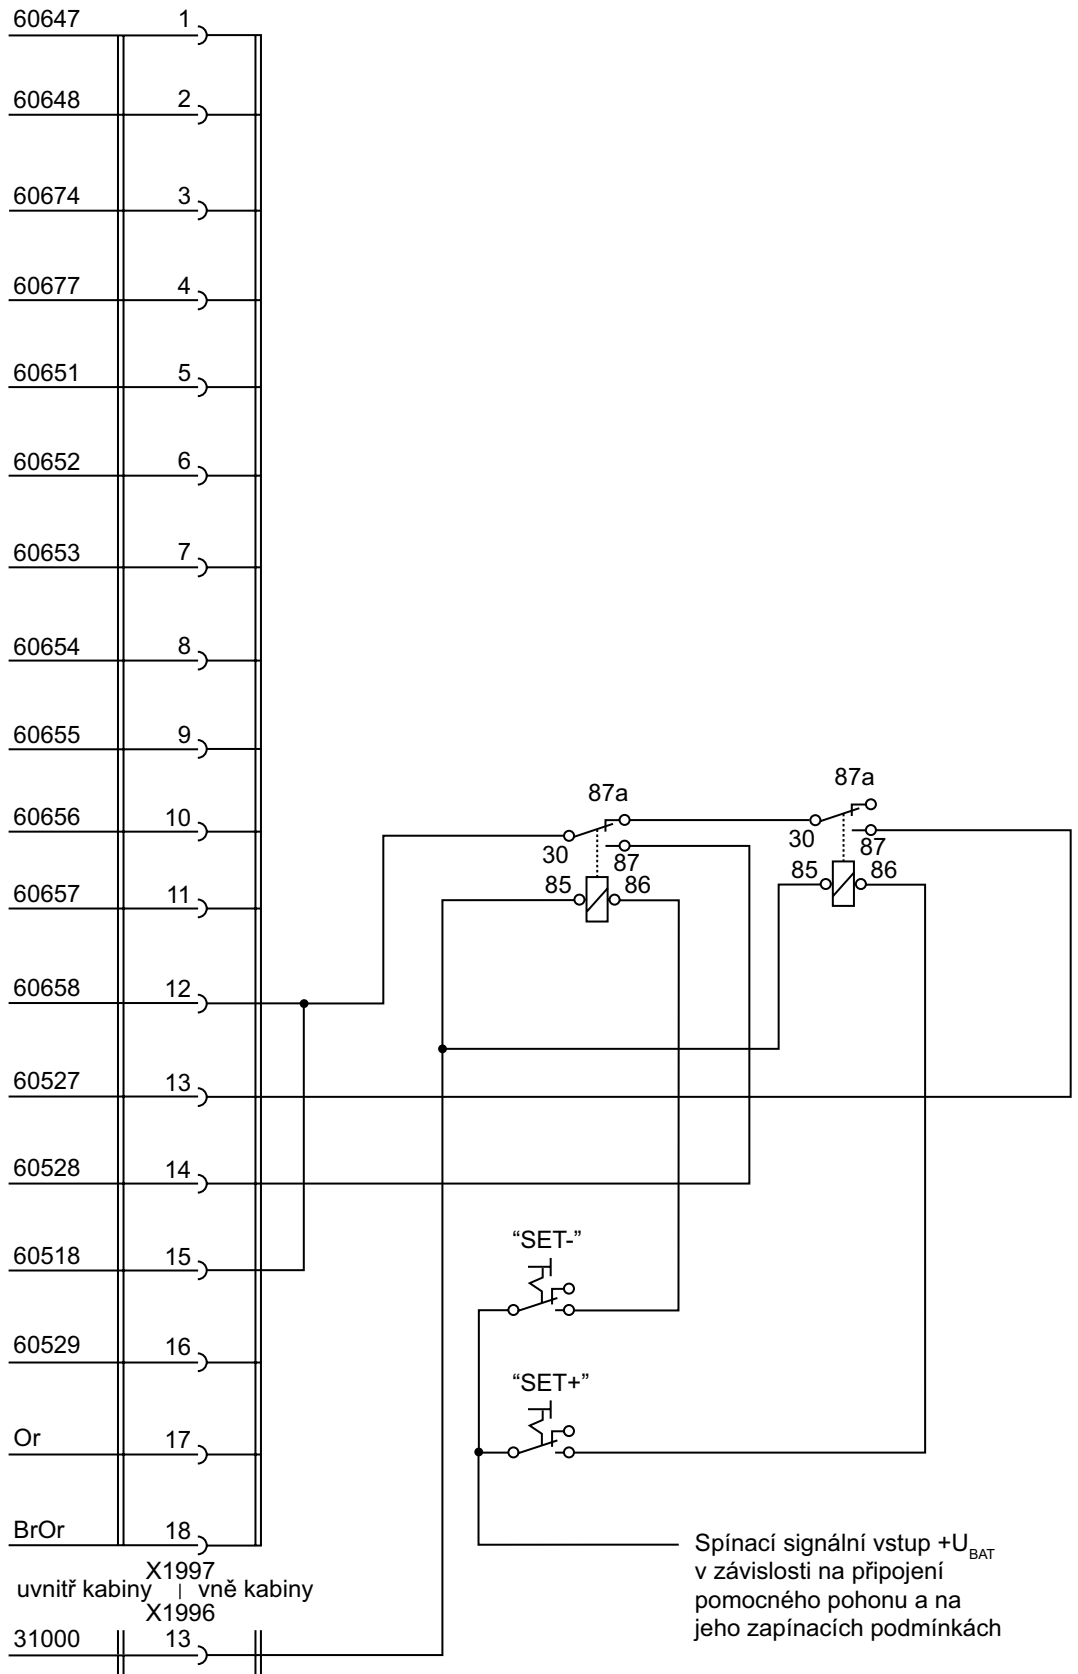 60647 1
60648 2
60674 3
60677 4
60651 5
60652 6
60653 7
60654 8
60655 9
87a
87a
60656 10
30
87
30
87
85 86
85 86
60657 11
60658 12
60527 13
60528 14
“SET-”
60518 15
60529 16
“SET+”
Or 17
BrOr 18
Spínací signální vstup +U_BAT
v závislosti na připojení
pomocného pohonu a na
jeho zapínacích podmínkách
X1997
uvnitř kabiny | vně kabiny
X1996
31000 13